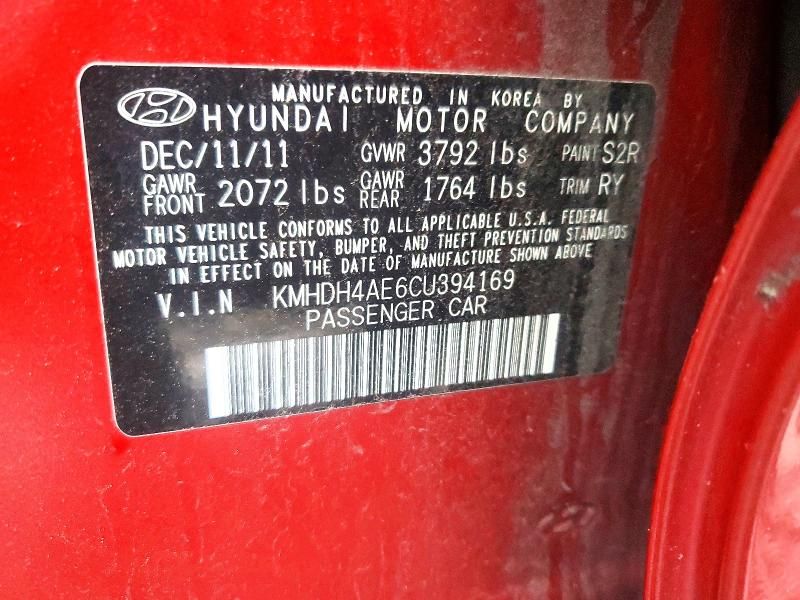 MANUFACTURED IN KOREA BY
HYUNDAI MOTOR COMPANY
DEC/11/11 GVWR 3792 lbs PAINT S2R
GAWR FRONT 2072 lbs GAWR REAR 1764 lbs TRIM RY
THIS VEHICLE CONFORMS TO ALL APPLICABLE U.S.A. FEDERAL
MOTOR VEHICLE SAFETY, BUMPER, AND THEFT PREVENTION STANDARDS
IN EFFECT ON THE DATE OF MANUFACTURE SHOWN ABOVE
V.I.N KMHDH4AE6CU394169
PASSENGER CAR